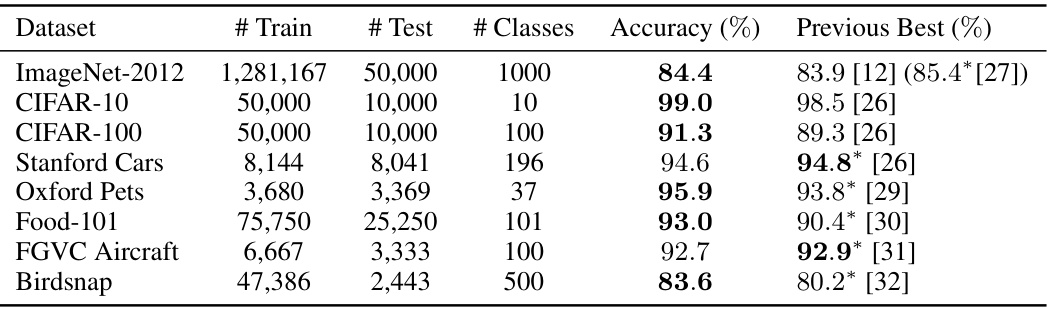 Dataset # Train # Test # Classes Accuracy (%) Previous Best (%)
ImageNet-2012 1,281,167 50,000 1000 84.4 83.9 [12] (85.4*[27])
CIFAR-10 50,000 10,000 10 99.0 98.5 [26]
CIFAR-100 50,000 10,000 100 91.3 89.3 [26]
Stanford Cars 8,144 8,041 196 94.6 94.8* [26]
Oxford Pets 3,680 3,369 37 95.9 93.8* [29]
Food-101 75,750 25,250 101 93.0 90.4* [30]
FGVC Aircraft 6,667 3,333 100 92.7 92.9* [31]
Birdsnap 47,386 2,443 500 83.6 80.2* [32]